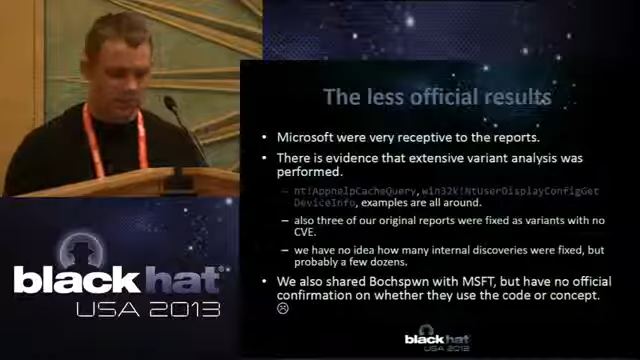 The less official results
• Microsoft were very receptive to the reports.
• There is evidence that extensive variant analysis was
performed.
– nt!ApphelpCacheQuery, win32k!NtUserDisplayConfigGet
DeviceInfo, examples are all around.
– also three of our original reports were fixed as variants with no
CVE.
– we have no idea how many internal discoveries were fixed, but
probably a few dozens.
• We also shared Bochspwn with MSFT, but have no official
confirmation on whether they use the code or concept.
☹
black hat®
USA 2013
black hat
USA 2013